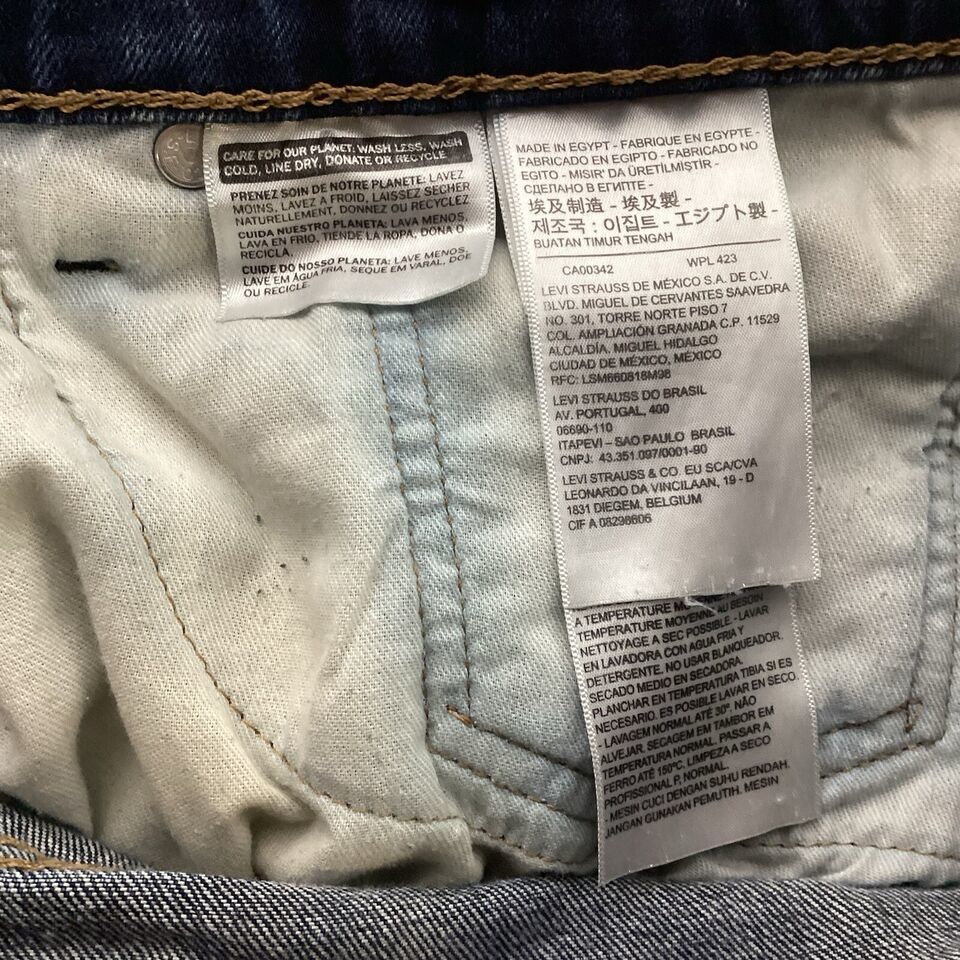 CARE FOR OUR PLANET: WASH LESS, WASH
COLD, LINE DRY, DONATE OR RECYCLE
PRENEZ SOIN DE NOTRE PLANETE: LAVEZ
MOINS, LAVEZ A FROID, LAISSEZ SECHER
NATURELLEMENT, DONNEZ OU RECYCLEZ
CUIDA NUESTRO PLANETA: LAVA MENOS,
LAVA EN FRIO, TIENDE LA ROPA, DONA O
RECICLA.
CUIDE DO NOSSO PLANETA: LAVE MENOS,
LAVE EM ÁGUA FRIA, SEQUE EM VARAL, DOE
OU RECICLE.
MADE IN EGYPT - FABRIQUE EN EGYPTE -
FABRICADO EN EGIPTO - FABRICADO NO
EGITO - MISIR' DA ÜRETİLMİŞTİR -
СДЕЛАНО В ЕГИПТЕ -
埃及制造 - 埃及製 -
제조국 : 이집트 - エジプト製 -
BUATAN TIMUR TENGAH
CA00342 WPL 423
LEVI STRAUSS DE MÉXICO S.A. DE C.V.
BLVD. MIGUEL DE CERVANTES SAAVEDRA
NO. 301, TORRE NORTE PISO 7
COL. AMPLIACIÓN GRANADA C.P. 11529
ALCALDÍA. MIGUEL HIDALGO
CIUDAD DE MÉXICO, MÉXICO
RFC: LSM660818M98
LEVI STRAUSS DO BRASIL
AV. PORTUGAL, 400
06690-110
ITAPEVI – SAO PAULO BRASIL
CNPJ: 43.351.097/0001-90
LEVI STRAUSS & CO. EU SCA/CVA
LEONARDO DA VINCILAAN, 19 - D
1831 DIEGEM, BELGIUM
CIF A 08298606
A TEMPERATURE
TEMPERATURE MOYENNE AU BESOIN
NETTOYAGE A SEC POSSIBLE. - LAVAR
EN LAVADORA CON AGUA FRIA Y
DETERGENTE. NO USAR BLANQUEADOR.
SECADO MEDIO EN SECADORA.
PLANCHAR EN TEMPERATURA TIBIA SI ES
NECESARIO. ES POSIBLE LAVAR EN SECO.
- LAVAGEM NORMAL ATÉ 30º. NÃO
ALVEJAR. SECAGEM EM TAMBOR EM
TEMPERATURA NORMAL. PASSAR A
FERRO ATÉ 150ºC. LIMPEZA A SECO
PROFISSIONAL P, NORMAL.
- MESIN CUCI DENGAN SUHU RENDAH.
JANGAN GUNAKAN PEMUTIH. MESIN